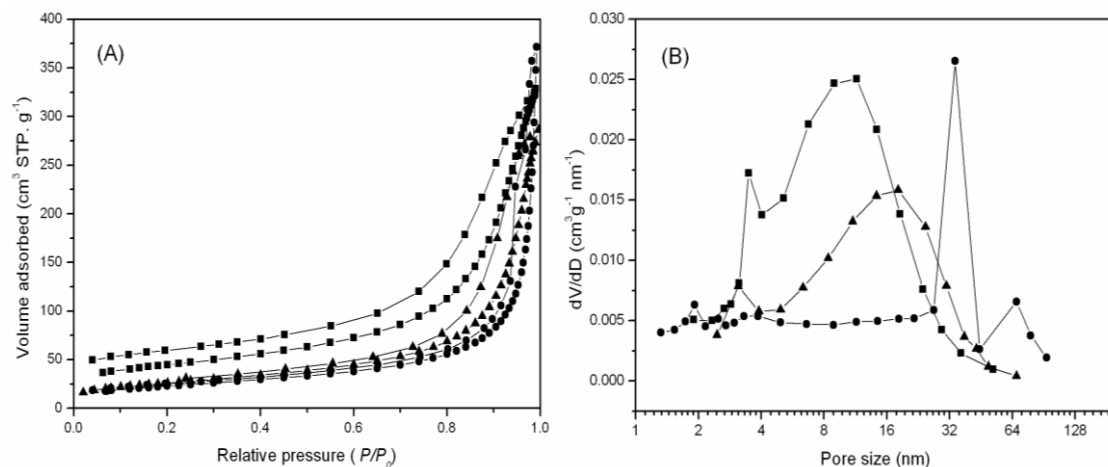 (A)
400
350
300
250
200
150
100
50
0
Volume adsorbed (cm³ STP. g⁻¹)
0.0 0.2 0.4 0.6 0.8 1.0
Relative pressure ( P/P₀)
(B)
0.030
0.025
0.020
0.015
0.010
0.005
0.000
dV/dD (cm³g⁻¹ nm⁻¹)
1 2 4 8 16 32 64 128
Pore size (nm)